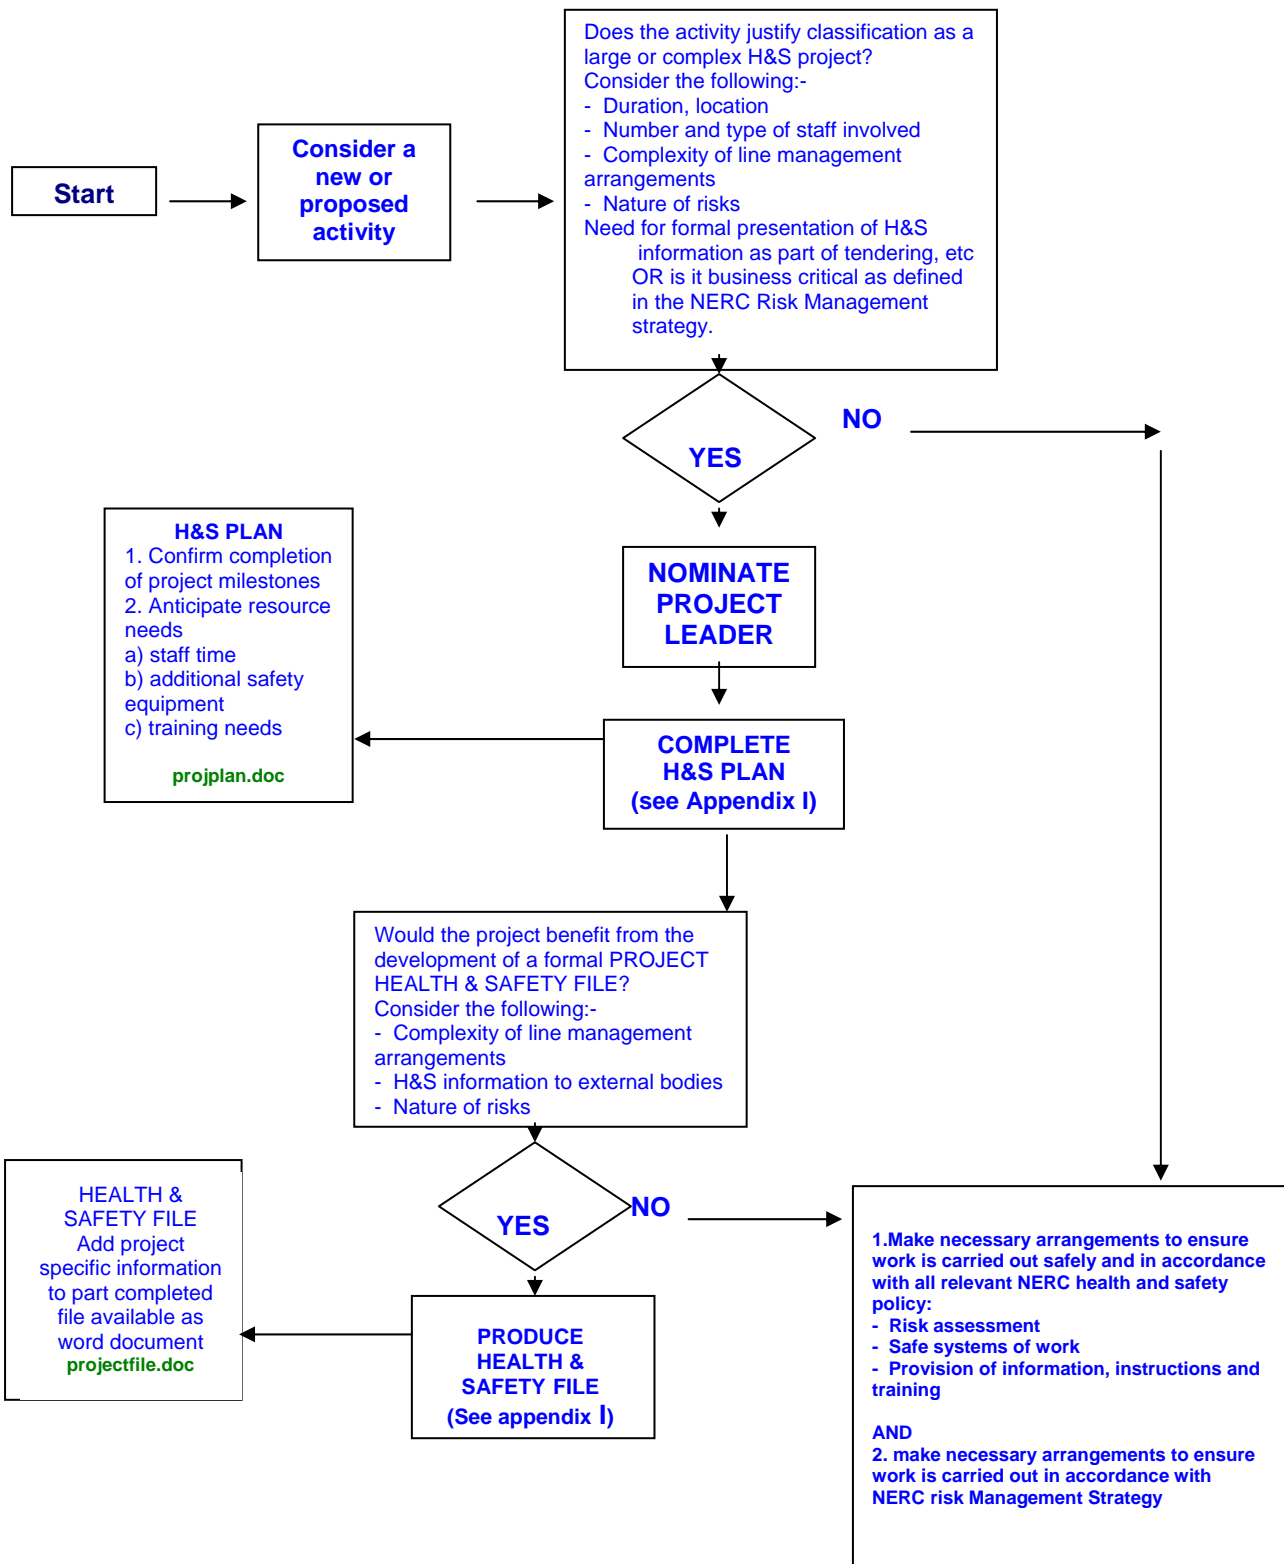 Start
Consider a
new or
proposed
activity
Does the activity justify classification as a
large or complex H&S project?
Consider the following:-
- Duration, location
- Number and type of staff involved
- Complexity of line management
arrangements
- Nature of risks
Need for formal presentation of H&S
information as part of tendering, etc
OR is it business critical as defined
in the NERC Risk Management
strategy.
NO
YES
H&S PLAN
1. Confirm completion
of project milestones
2. Anticipate resource
needs
a) staff time
b) additional safety
equipment
c) training needs
projplan.doc
NOMINATE
PROJECT
LEADER
COMPLETE
H&S PLAN
(see Appendix I)
Would the project benefit from the
development of a formal PROJECT
HEALTH & SAFETY FILE?
Consider the following:-
- Complexity of line management
arrangements
- H&S information to external bodies
- Nature of risks
YES
NO
HEALTH &
SAFETY FILE
Add project
specific information
to part completed
file available as
word document
projectfile.doc
PRODUCE
HEALTH &
SAFETY FILE
(See appendix I)
1.Make necessary arrangements to ensure
work is carried out safely and in accordance
with all relevant NERC health and safety
policy:
- Risk assessment
- Safe systems of work
- Provision of information, instructions and
training
AND
2. make necessary arrangements to ensure
work is carried out in accordance with
NERC risk Management Strategy